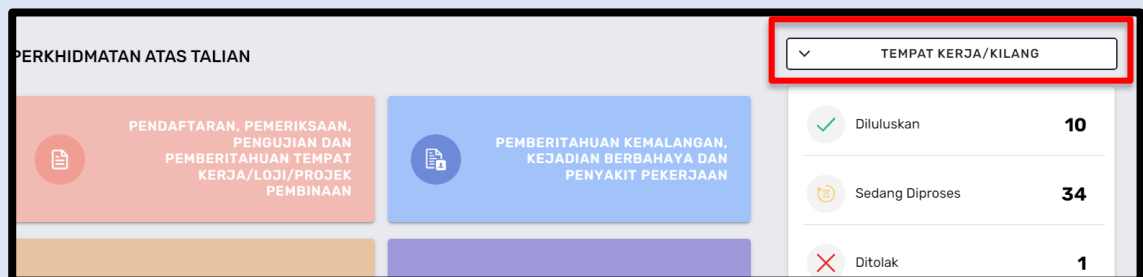 PERKHIDMATAN ATAS TALIAN
TEMPAT KERJA/KILANG
PENDAFTARAN, PEMERIKSAAN,
PENGUJIAN DAN
PEMBERITAHUAN TEMPAT
KERJA/LOJI/PROJEK
PEMBINAAN
PEMBERITAHUAN KEMALANGAN,
KEJADIAN BERBAHAYA DAN
PENYAKIT PEKERJAAN
Diluluskan 10
Sedang Diproses 34
Ditolak 1